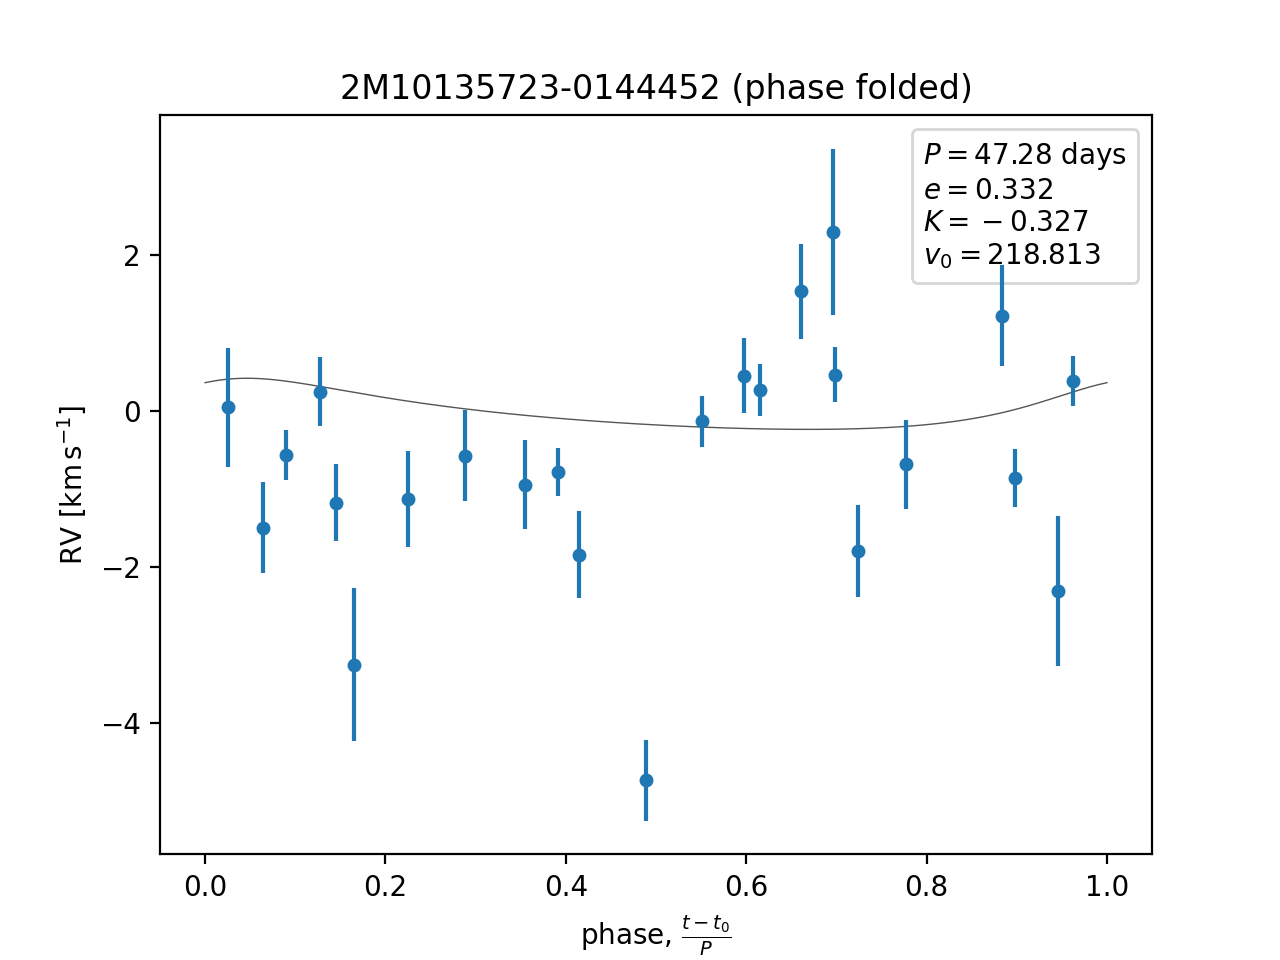 2M10135723-0144452 (phase folded)
P = 47.28 days
e = 0.332
K = −0.327
v₀ = 218.813
2
0
−2
−4
RV [km s⁻¹]
0.0 0.2 0.4 0.6 0.8 1.0
phase, (t − t₀)/P